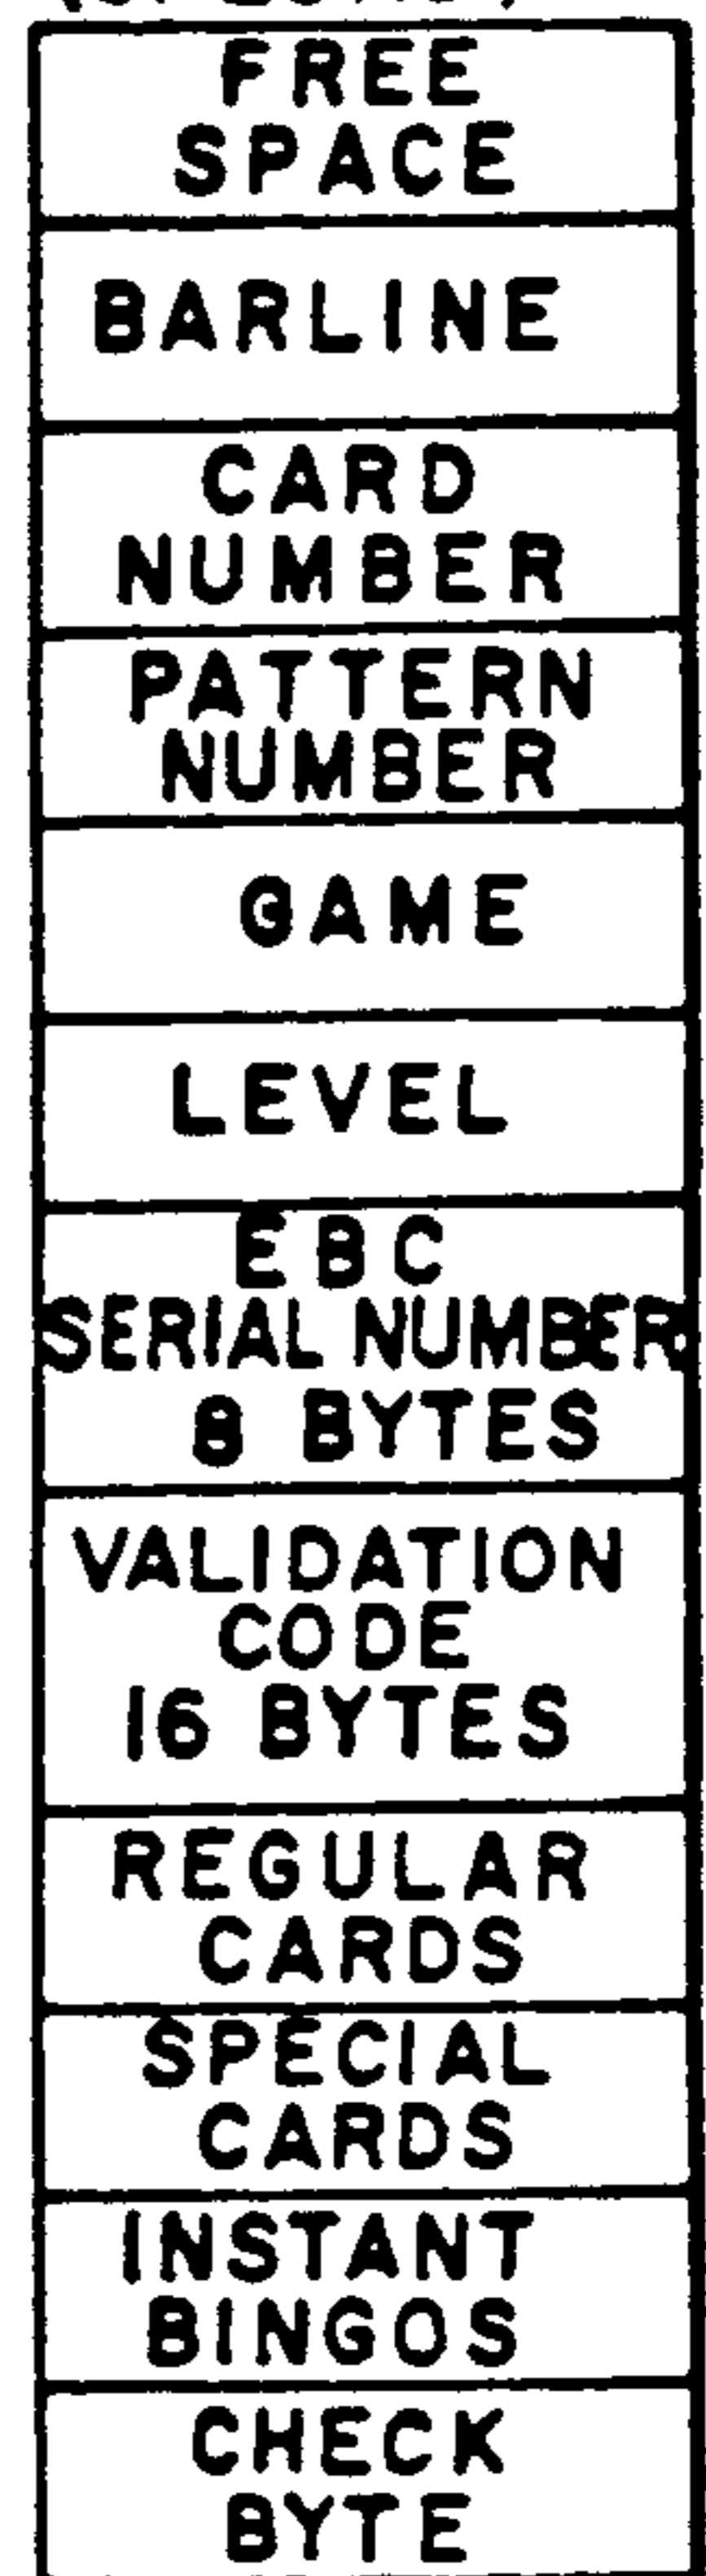 FREE
SPACE
BARLINE
CARD
NUMBER
PATTERN
NUMBER
GAME
LEVEL
EBC
SERIAL NUMBER
8 BYTES
VALIDATION
CODE
16 BYTES
REGULAR
CARDS
SPECIAL
CARDS
INSTANT
BINGOS
CHECK
BYTE